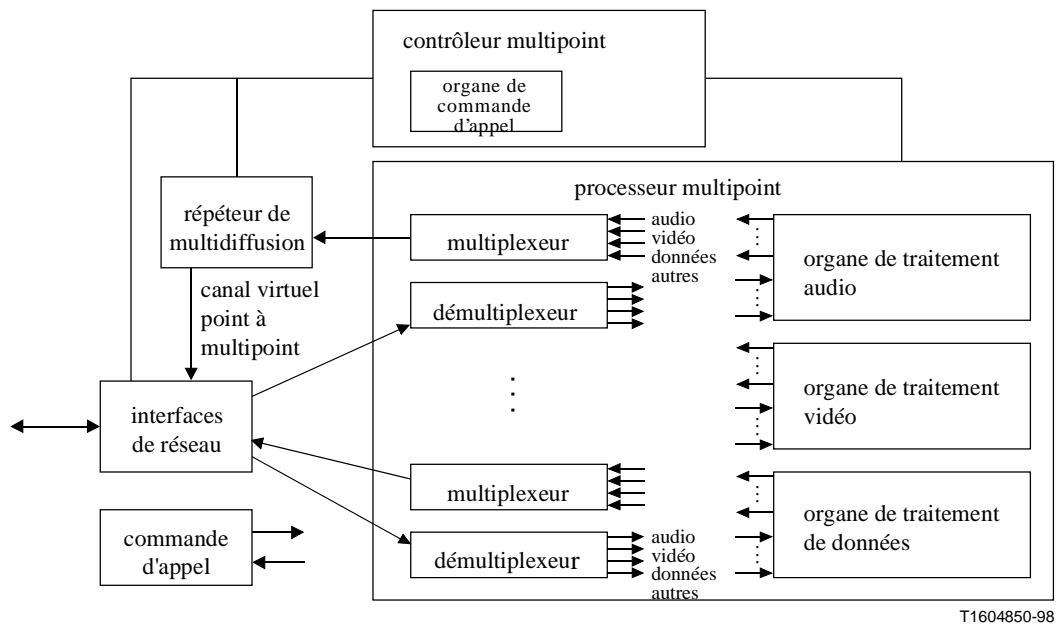 contrôleur multipoint
organe de
commande
d'appel
processeur multipoint
répéteur de
multidiffusion
multiplexeur
audio
vidéo
données
autres
organe de traitement
audio
canal virtuel
point à
multipoint
démultiplexeur
organe de traitement
vidéo
interfaces
de réseau
multiplexeur
organe de traitement
de données
commande
d'appel
démultiplexeur
audio
vidéo
données
autres
T1604850-98